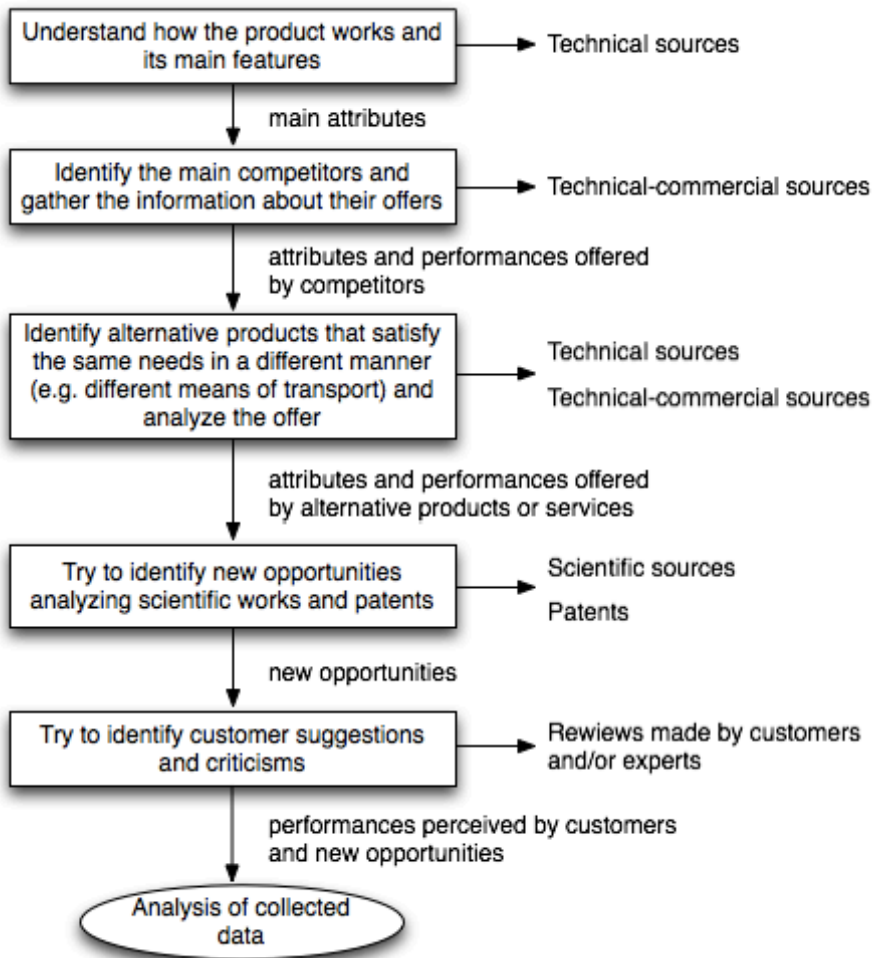 Understand how the product works and
its main features
Technical sources
main attributes
Identify the main competitors and
gather the information about their offers
Technical-commercial sources
attributes and performances offered
by competitors
Identify alternative products that satisfy
the same needs in a different manner
(e.g. different means of transport) and
analyze the offer
Technical sources
Technical-commercial sources
attributes and performances offered
by alternative products or services
Try to identify new opportunities
analyzing scientific works and patents
Scientific sources
Patents
new opportunities
Try to identify customer suggestions
and criticisms
Rewiews made by customers
and/or experts
performances perceived by customers
and new opportunities
Analysis of collected
data